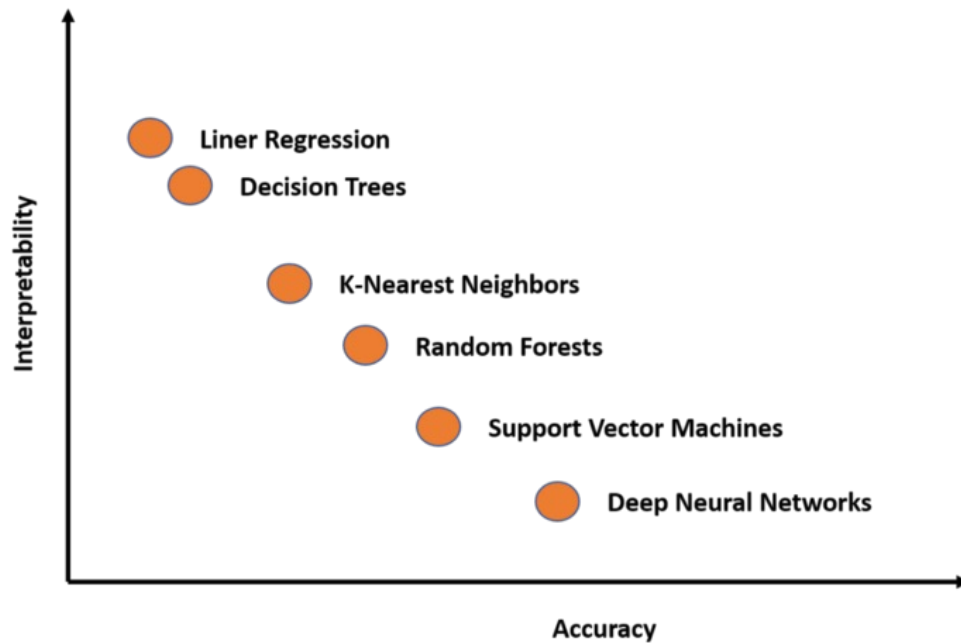 Liner Regression
Decision Trees
K-Nearest Neighbors
Random Forests
Support Vector Machines
Deep Neural Networks
Interpretability
Accuracy